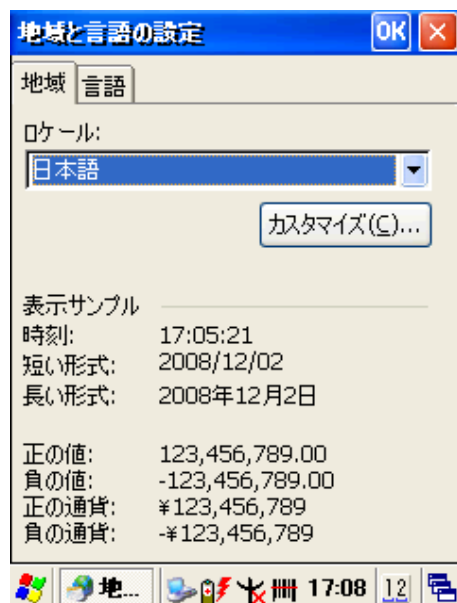 地域と言語の設定 OK
地域 言語
ロケール:
日本語
カスタマイズ(C)...
表示サンプル
時刻: 17:05:21
短い形式: 2008/12/02
長い形式: 2008年12月2日
正の値: 123,456,789.00
負の値: -123,456,789.00
正の通貨: ¥123,456,789
負の通貨: -¥123,456,789
地... 17:08 12